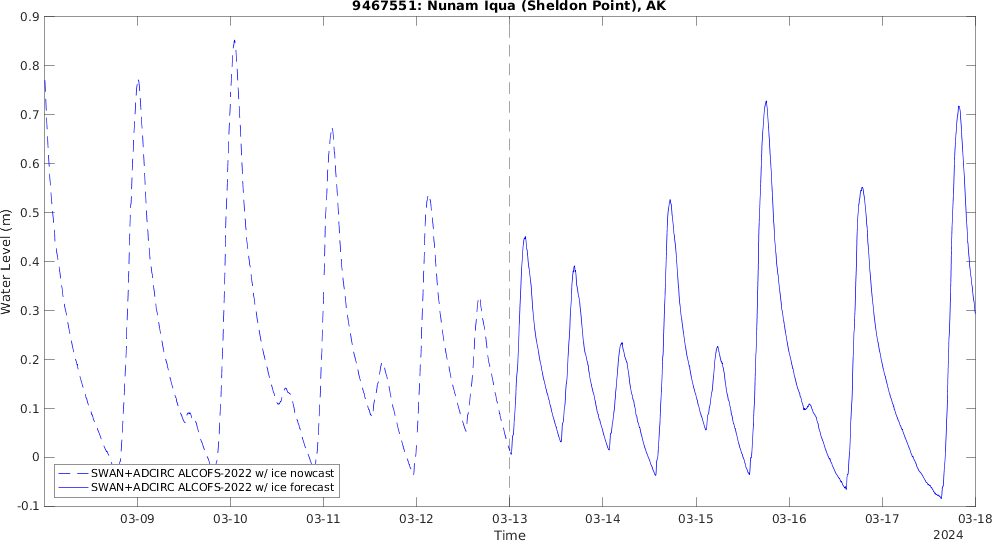 9467551: Nunam Iqua (Sheldon Point), AK
0.9
0.8
0.7
0.6
0.5
0.4
0.3
0.2
0.1
0
-0.1
Water Level (m)
SWAN+ADCIRC ALCOFS-2022 w/ ice nowcast
SWAN+ADCIRC ALCOFS-2022 w/ ice forecast
03-09 03-10 03-11 03-12 03-13 03-14 03-15 03-16 03-17 03-18
Time
2024